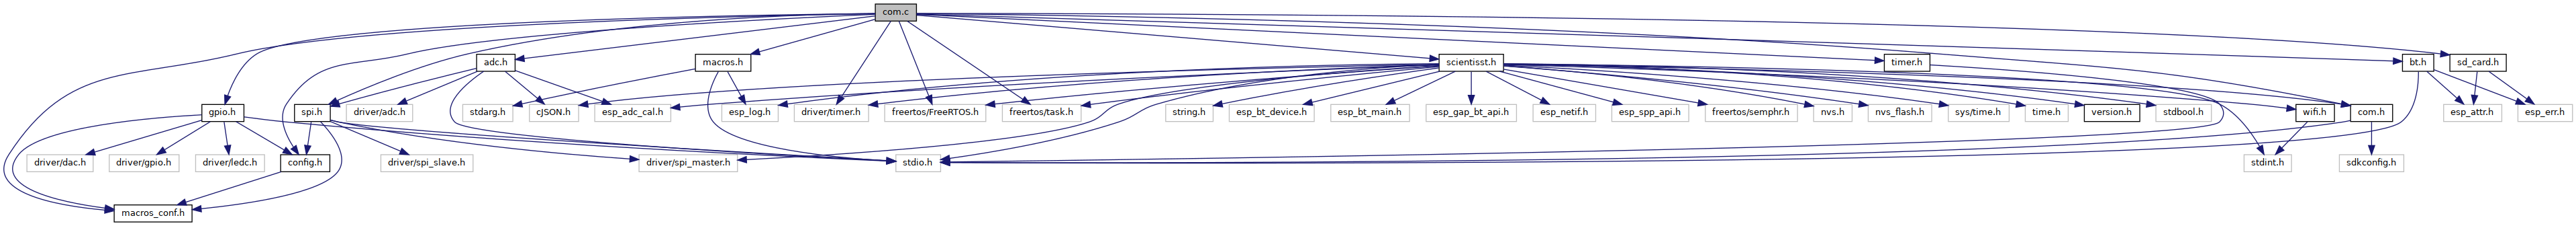 com.c
adc.h
macros.h
scientisst.h
timer.h
bt.h
sd_card.h
gpio.h
spi.h
driver/adc.h
stdarg.h
cJSON.h
esp_adc_cal.h
esp_log.h
driver/timer.h
freertos/FreeRTOS.h
freertos/task.h
string.h
esp_bt_device.h
esp_bt_main.h
esp_gap_bt_api.h
esp_netif.h
esp_spp_api.h
freertos/semphr.h
nvs.h
nvs_flash.h
sys/time.h
time.h
version.h
stdbool.h
wifi.h
com.h
esp_attr.h
esp_err.h
driver/dac.h
driver/gpio.h
driver/ledc.h
config.h
driver/spi_slave.h
driver/spi_master.h
stdio.h
stdint.h
sdkconfig.h
macros_conf.h